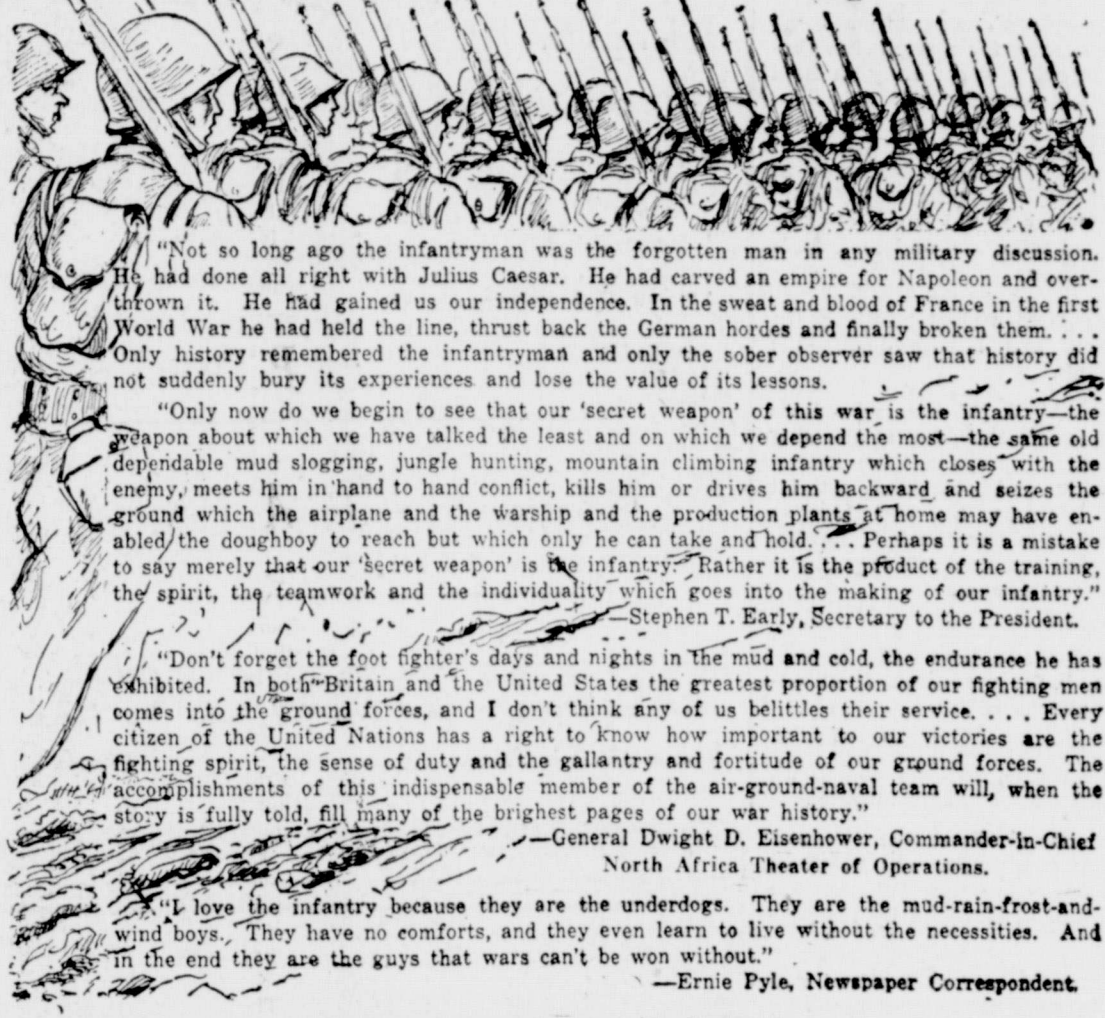 "Not so long ago the infantryman was the forgotten man in any military discussion.
He had done all right with Julius Caesar. He had carved an empire for Napoleon and over-
thrown it. He had gained us our independence. In the sweat and blood of France in the first
World War he had held the line, thrust back the German hordes and finally broken them. . . .
Only history remembered the infantryman and only the sober observer saw that history did
not suddenly bury its experiences and lose the value of its lessons.
"Only now do we begin to see that our 'secret weapon' of this war is the infantry—the
weapon about which we have talked the least and on which we depend the most—the same old
dependable mud slogging, jungle hunting, mountain climbing infantry which closes with the
enemy, meets him in hand to hand conflict, kills him or drives him backward and seizes the
ground which the airplane and the warship and the production plants at home may have en-
abled the doughboy to reach but which only he can take and hold. . . . Perhaps it is a mistake
to say merely that our 'secret weapon' is the infantry. Rather it is the product of the training,
the spirit, the teamwork and the individuality which goes into the making of our infantry."
—Stephen T. Early, Secretary to the President.
"Don't forget the foot fighter's days and nights in the mud and cold, the endurance he has
exhibited. In both Britain and the United States the greatest proportion of our fighting men
comes into the ground forces, and I don't think any of us belittles their service. . . . Every
citizen of the United Nations has a right to know how important to our victories are the
fighting spirit, the sense of duty and the gallantry and fortitude of our ground forces. The
accomplishments of this indispensable member of the air-ground-naval team will, when the
story is fully told, fill many of the brightest pages of our war history."
—General Dwight D. Eisenhower, Commander-in-Chief
North Africa Theater of Operations.
"I love the infantry because they are the underdogs. They are the mud-rain-frost-and-
wind boys. They have no comforts, and they even learn to live without the necessities. And
in the end they are the guys that wars can't be won without."
—Ernie Pyle, Newspaper Correspondent.